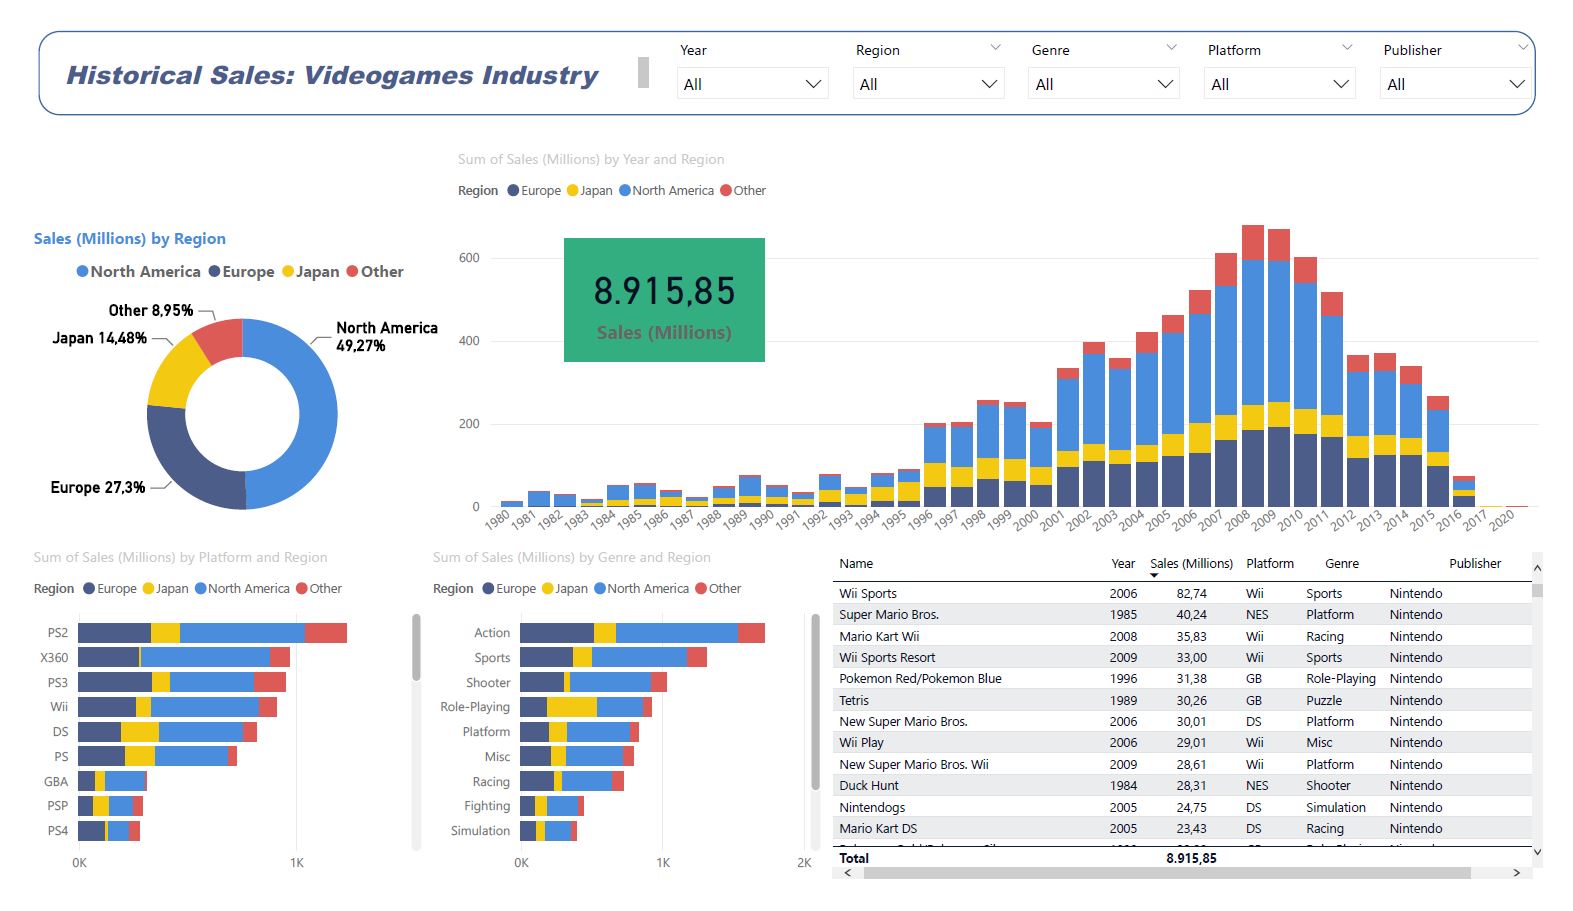 Historical Sales: Videogames Industry
Year Region Genre Platform Publisher
All All All All All
Sum of Sales (Millions) by Year and Region
Region Europe Japan North America Other
Sales (Millions) by Region
North America Europe Japan Other
Other 8,95%
Japan 14,48%
North America
49,27%
Europe 27,3%
8.915,85
Sales (Millions)
600
400
200
0
1980 1981 1982 1983 1984 1985 1986 1987 1988 1989 1990 1991 1992 1993 1994 1995 1996 1997 1998 1999 2000 2001 2002 2003 2004 2005 2006 2007 2008 2009 2010 2011 2012 2013 2014 2015 2016 2017 2020
Sum of Sales (Millions) by Platform and Region
Region Europe Japan North America Other
PS2
X360
PS3
Wii
DS
PS
GBA
PSP
PS4
0K 1K
Sum of Sales (Millions) by Genre and Region
Region Europe Japan North America Other
Action
Sports
Shooter
Role-Playing
Platform
Misc
Racing
Fighting
Simulation
0K 1K 2K
Name Year Sales (Millions) Platform Genre Publisher
Wii Sports 2006 82,74 Wii Sports Nintendo
Super Mario Bros. 1985 40,24 NES Platform Nintendo
Mario Kart Wii 2008 35,83 Wii Racing Nintendo
Wii Sports Resort 2009 33,00 Wii Sports Nintendo
Pokemon Red/Pokemon Blue 1996 31,38 GB Role-Playing Nintendo
Tetris 1989 30,26 GB Puzzle Nintendo
New Super Mario Bros. 2006 30,01 DS Platform Nintendo
Wii Play 2006 29,01 Wii Misc Nintendo
New Super Mario Bros. Wii 2009 28,61 Wii Platform Nintendo
Duck Hunt 1984 28,31 NES Shooter Nintendo
Nintendogs 2005 24,75 DS Simulation Nintendo
Mario Kart DS 2005 23,43 DS Racing Nintendo
Total 8.915,85